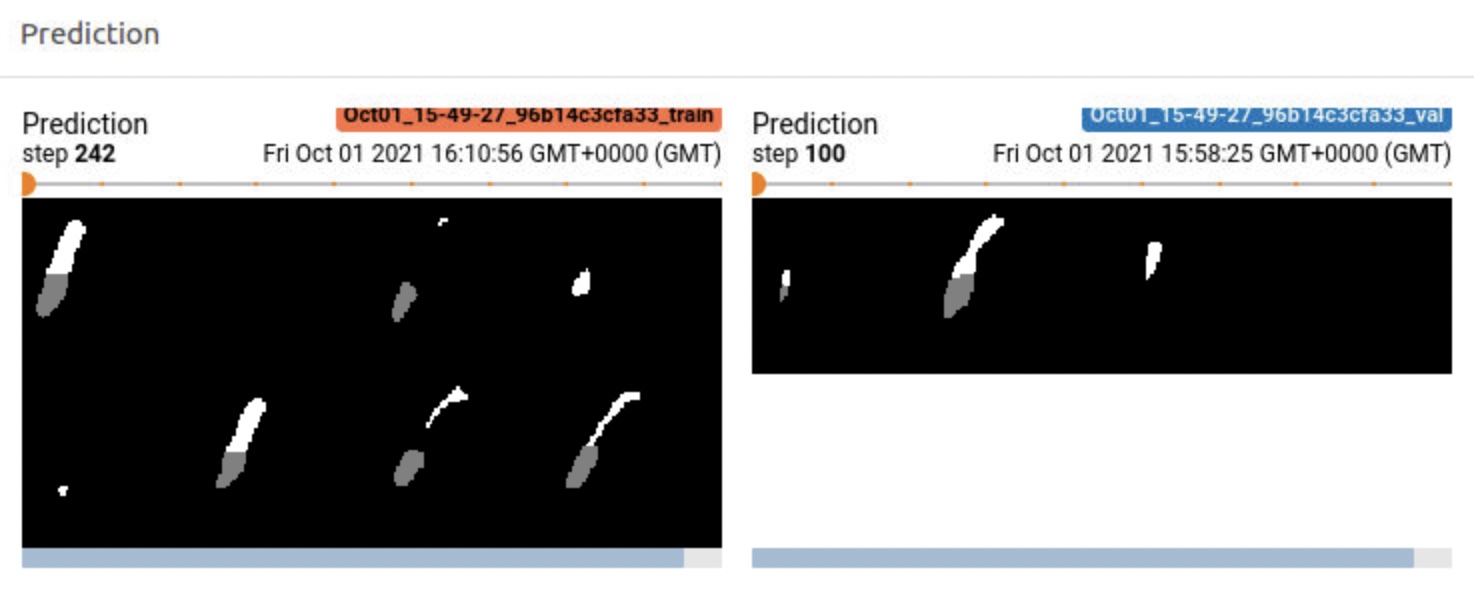 Prediction
Prediction
Oct01_15-49-27_96b14c3cfa33_train
step 242
Fri Oct 01 2021 16:10:56 GMT+0000 (GMT)
Prediction
Oct01_15-49-27_96b14c3cfa33_val
step 100
Fri Oct 01 2021 15:58:25 GMT+0000 (GMT)